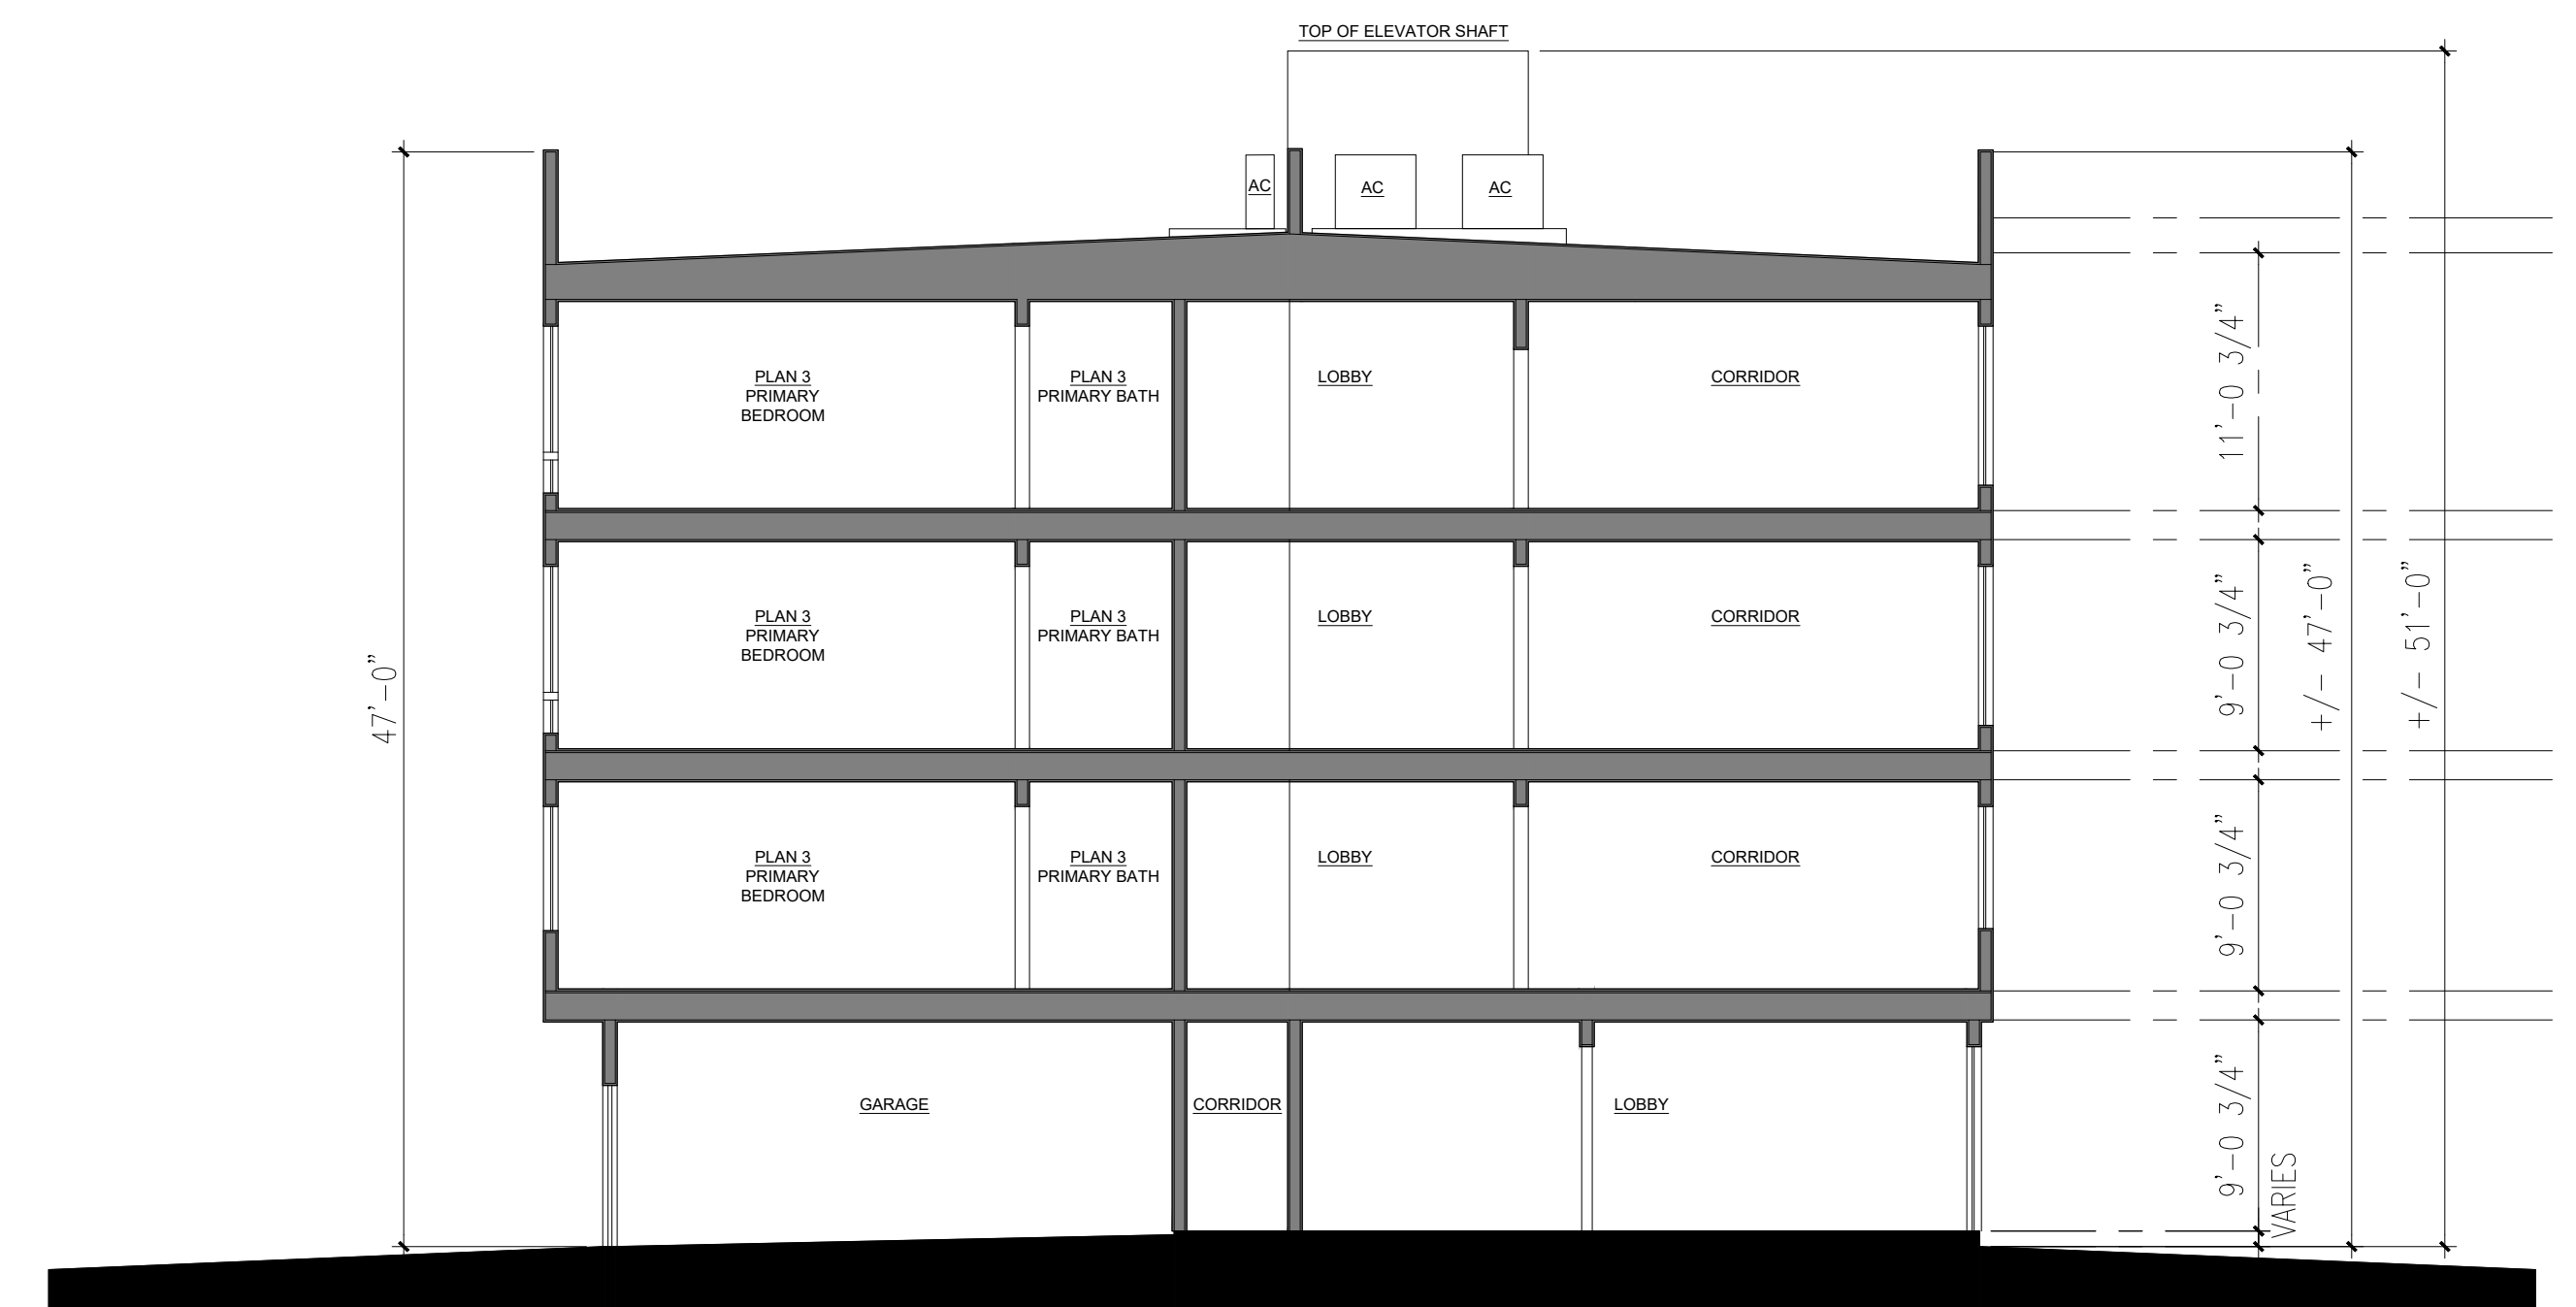 TOP OF ELEVATOR SHAFT
AC
AC
AC
PLAN 3
PRIMARY
BEDROOM
PLAN 3
PRIMARY BATH
LOBBY
CORRIDOR
11'-0 3/4"
PLAN 3
PRIMARY
BEDROOM
PLAN 3
PRIMARY BATH
LOBBY
CORRIDOR
9'-0 3/4"
+/- 47'-0"
+/- 51'-0"
47'-0"
PLAN 3
PRIMARY
BEDROOM
PLAN 3
PRIMARY BATH
LOBBY
CORRIDOR
9'-0 3/4"
GARAGE
CORRIDOR
LOBBY
9'-0 3/4"
VARIES